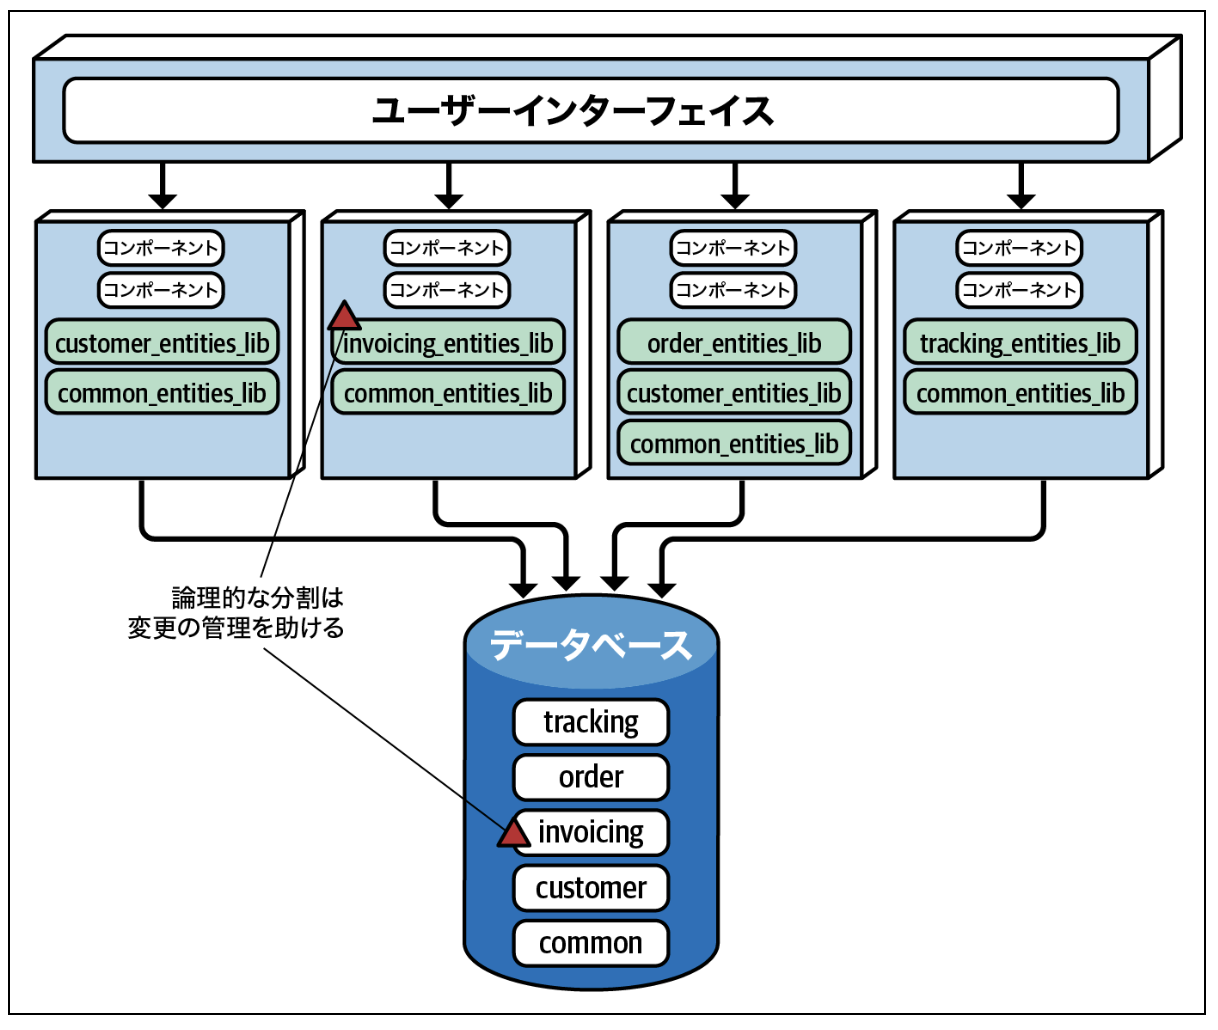 ユーザーインターフェイス
コンポーネント
コンポーネント
customer_entities_lib
common_entities_lib
コンポーネント
コンポーネント
invoicing_entities_lib
common_entities_lib
コンポーネント
コンポーネント
order_entities_lib
customer_entities_lib
common_entities_lib
コンポーネント
コンポーネント
tracking_entities_lib
common_entities_lib
論理的な分割は
変更の管理を助ける
データベース
tracking
order
invoicing
customer
common